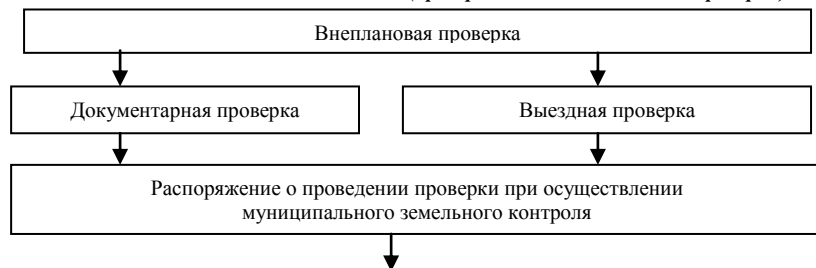 Внеплановая проверка
Документарная проверка
Выездная проверка
Распоряжение о проведении проверки при осуществлении
муниципального земельного контроля